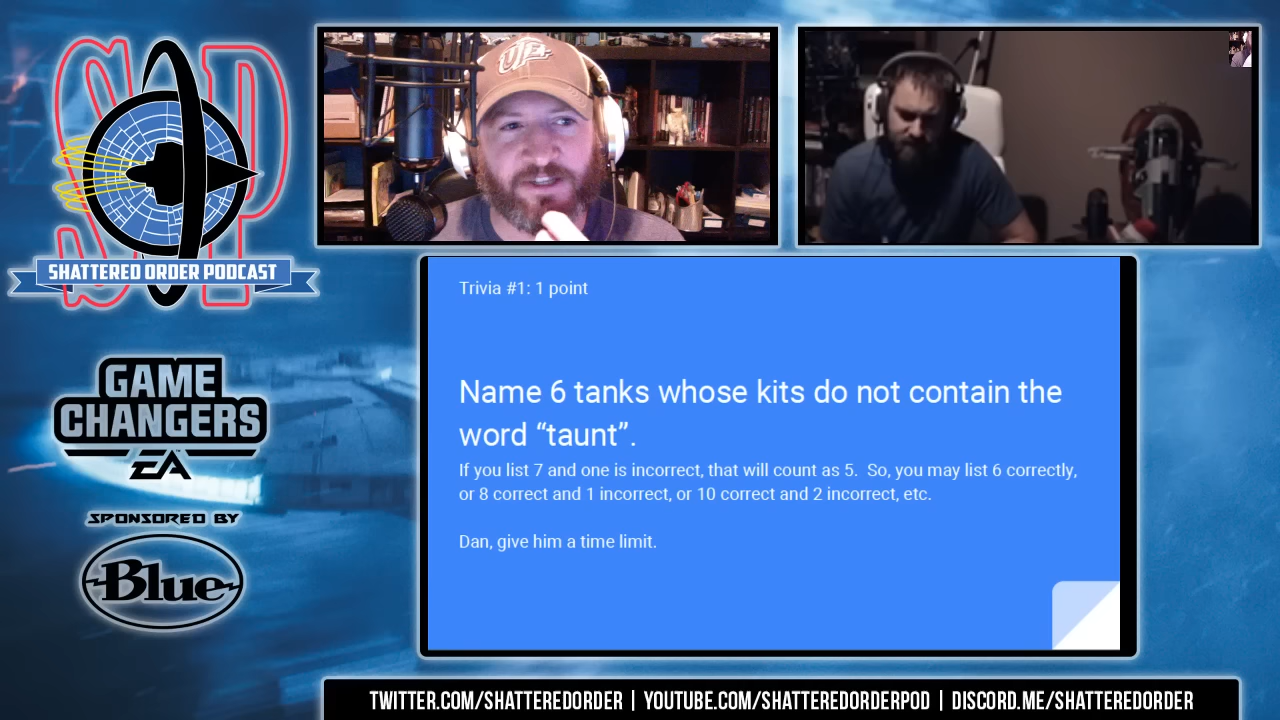 SOP
SHATTERED ORDER PODCAST
GAME
CHANGERS
EA
SPONSORED BY
Blue
Trivia #1: 1 point
Name 6 tanks whose kits do not contain the
word “taunt”.
If you list 7 and one is incorrect, that will count as 5.  So, you may list 6 correctly,
or 8 correct and 1 incorrect, or 10 correct and 2 incorrect, etc.
Dan, give him a time limit.
TWITTER.COM/SHATTEREDORDER | YOUTUBE.COM/SHATTEREDORDERPOD | DISCORD.ME/SHATTEREDORDER